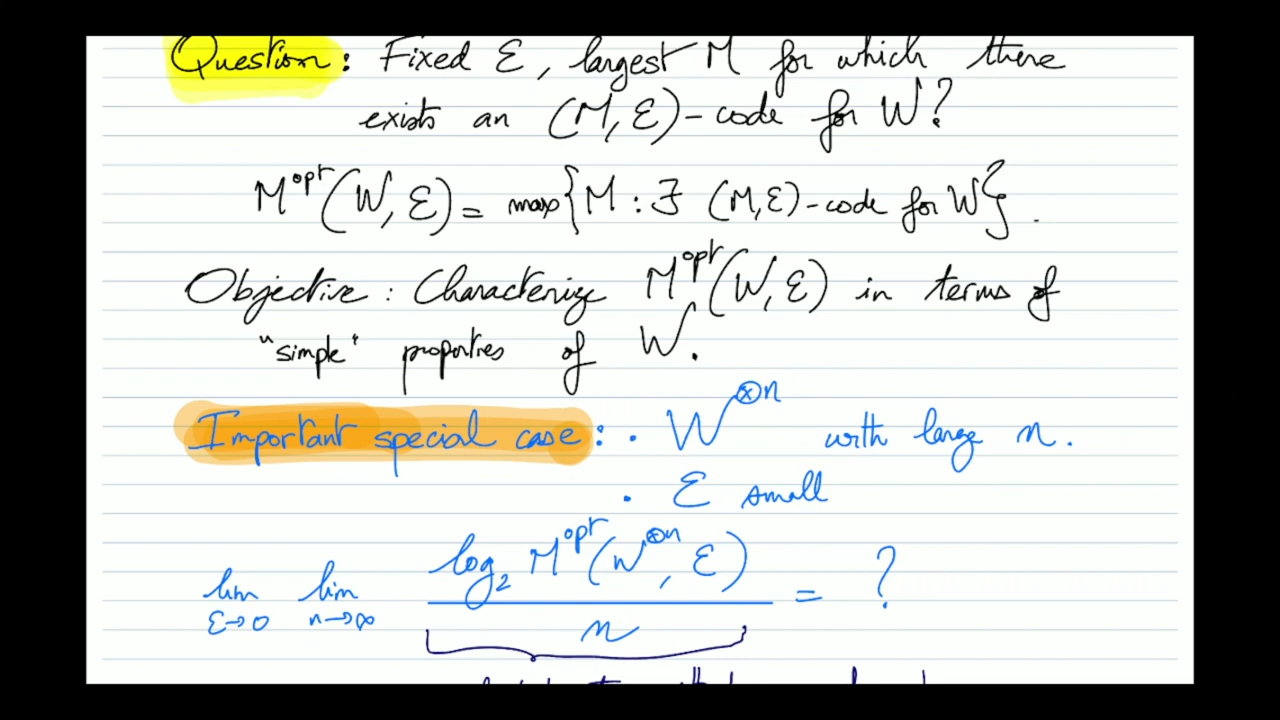 Question: Fixed ε, largest M for which there
exists an (M, ε)-code for W?
M^opt(W, ε) = max{M : ∃ (M, ε)-code for W}.
Objective: Characterize M^opt(W, ε) in terms of
"simple" properties of W.
Important special case: • W^⊗n with large n.
• ε small
lim ε→0 lim n→∞ log₂ M^opt(W^⊗n, ε) / n = ?